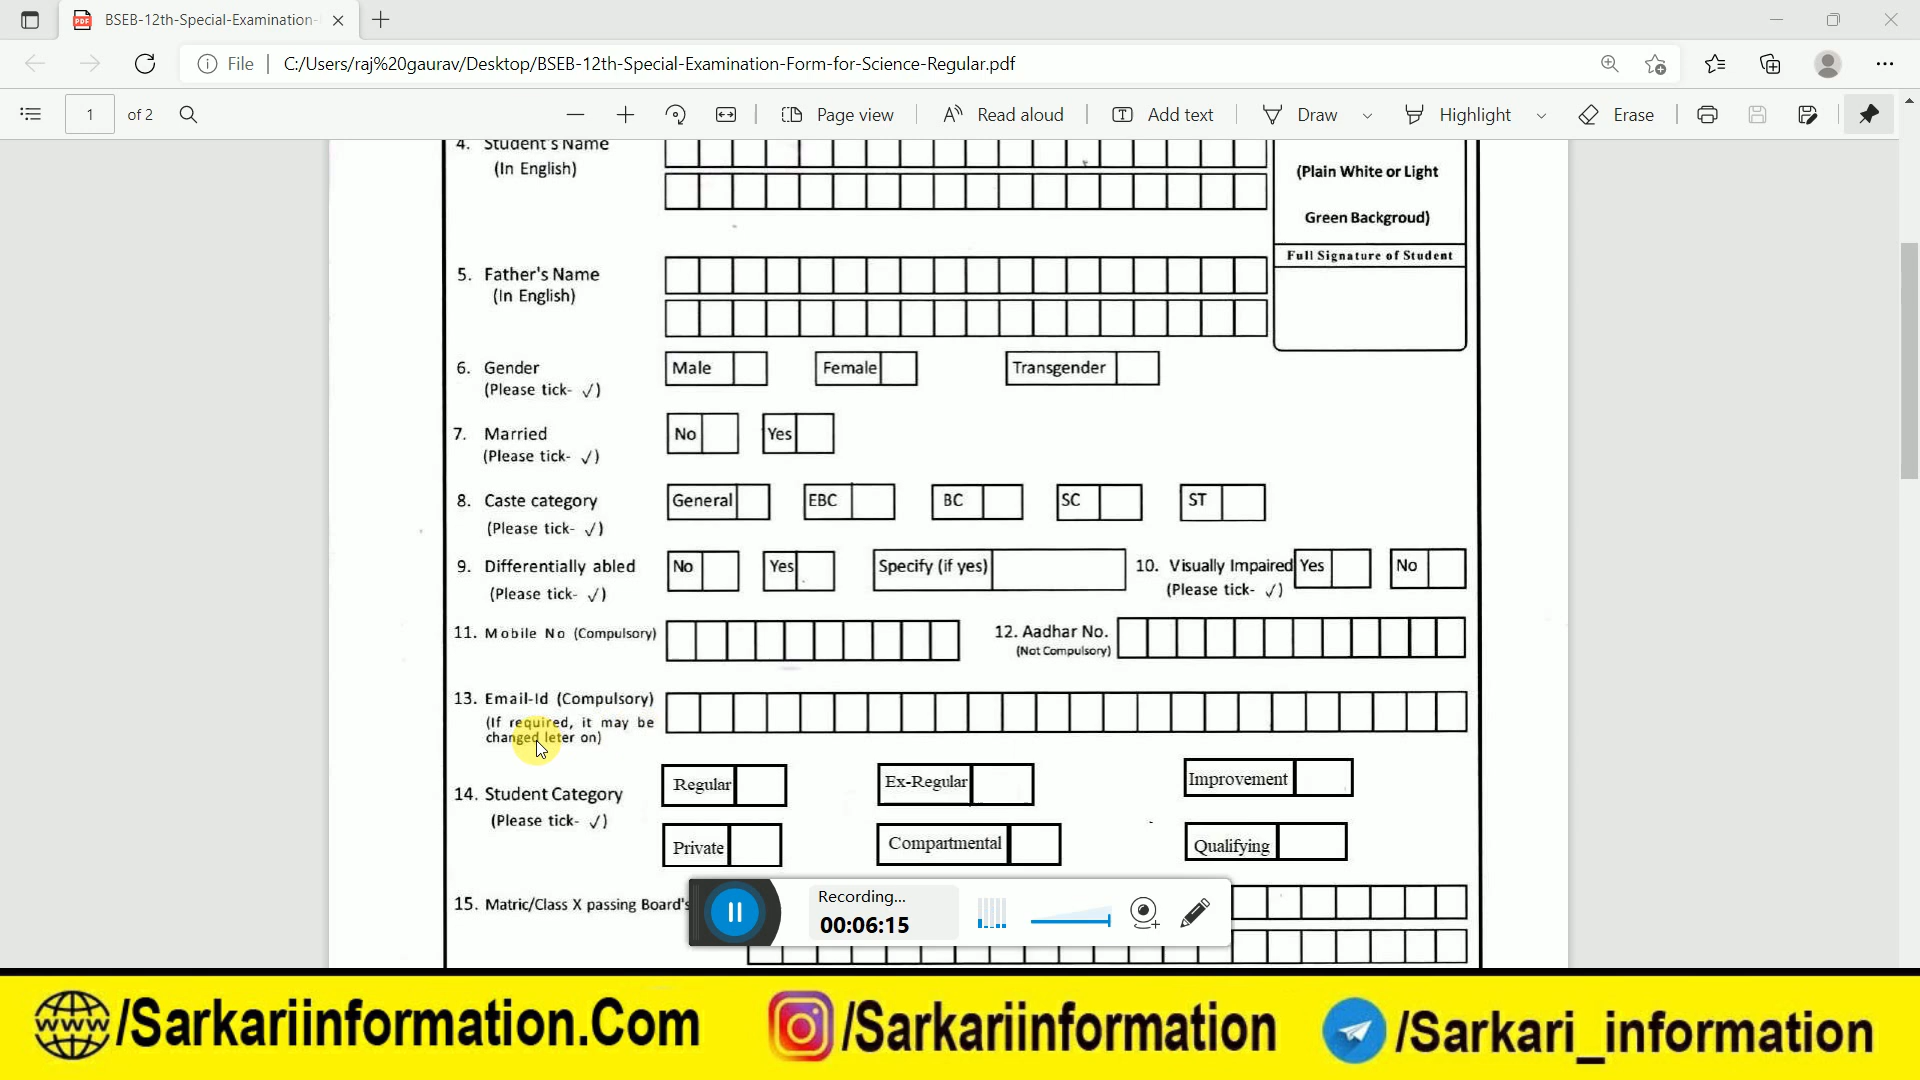 BSEB-12th-Special-Examination-
File
C:/Users/raj%20gaurav/Desktop/BSEB-12th-Special-Examination-Form-for-Science-Regular.pdf
1 of 2
Page view
Read aloud
Add text
Draw
Highlight
Erase
4. Student's Name
(In English)
(Plain White or Light
Green Backgroud)
Full Signature of Student
5. Father's Name
(In English)
6. Gender Male Female Transgender
(Please tick- √)
7. Married No Yes
(Please tick- √)
8. Caste category General EBC BC SC ST
(Please tick- √)
9. Differentially abled No Yes Specify (if yes) 10. Visually Impaired Yes No
(Please tick- √) (Please tick- √)
11. Mobile No (Compulsory) 12. Aadhar No.
(Not Compulsory)
13. Email-Id (Compulsory)
(If required, it may be
changed leter on)
14. Student Category Regular Ex-Regular Improvement
(Please tick- √)
Private Compartmental Qualifying
15. Matric/Class X passing Board's
Recording...
00:06:15
www /Sarkariinformation.Com /Sarkariinformation /Sarkari_information